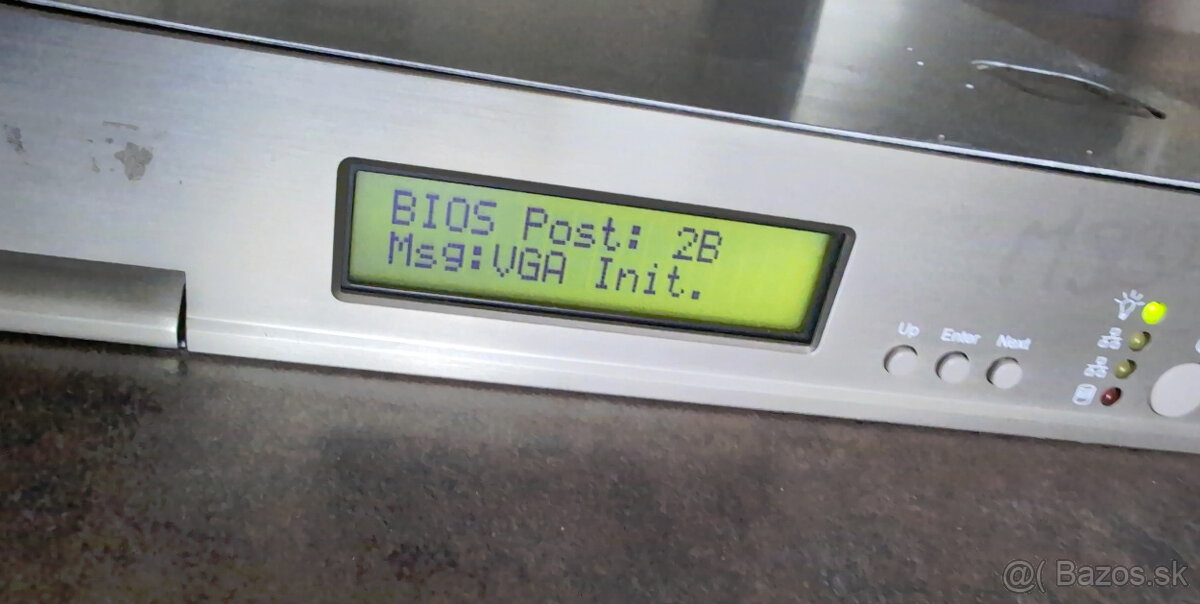 BIOS Post: 2B
Msg:VGA Init.
Up Enter Next
@( Bazos.sk